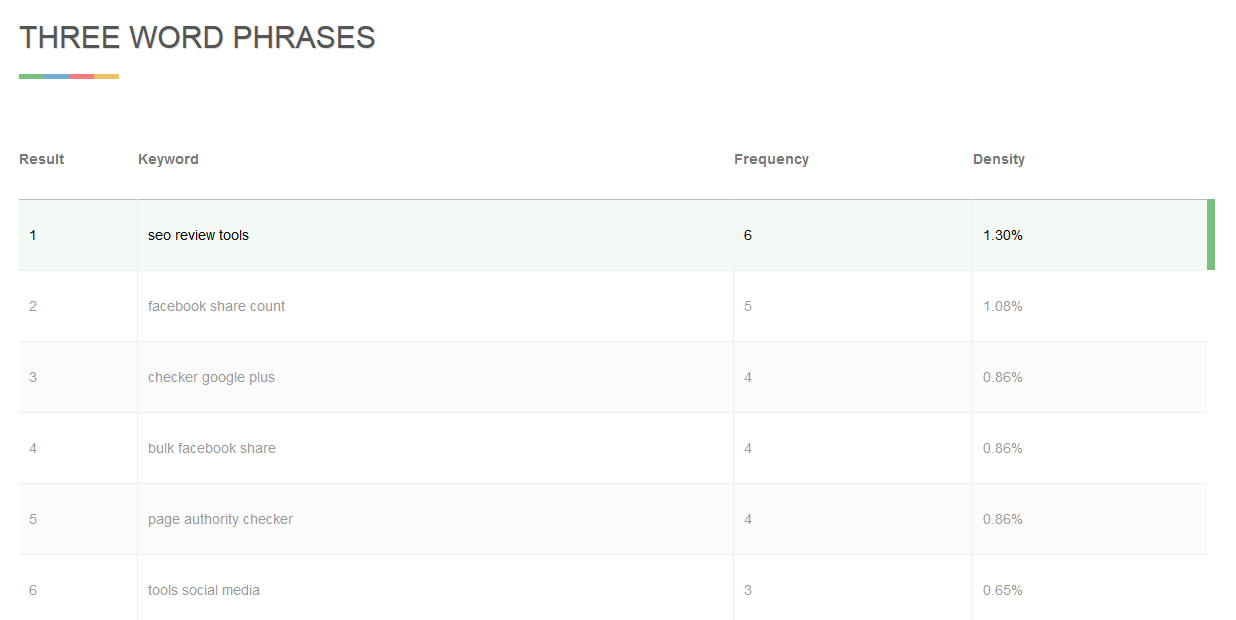 THREE WORD PHRASES
Result Keyword Frequency Density
1 seo review tools 6 1.30%
2 facebook share count 5 1.08%
3 checker google plus 4 0.86%
4 bulk facebook share 4 0.86%
5 page authority checker 4 0.86%
6 tools social media 3 0.65%